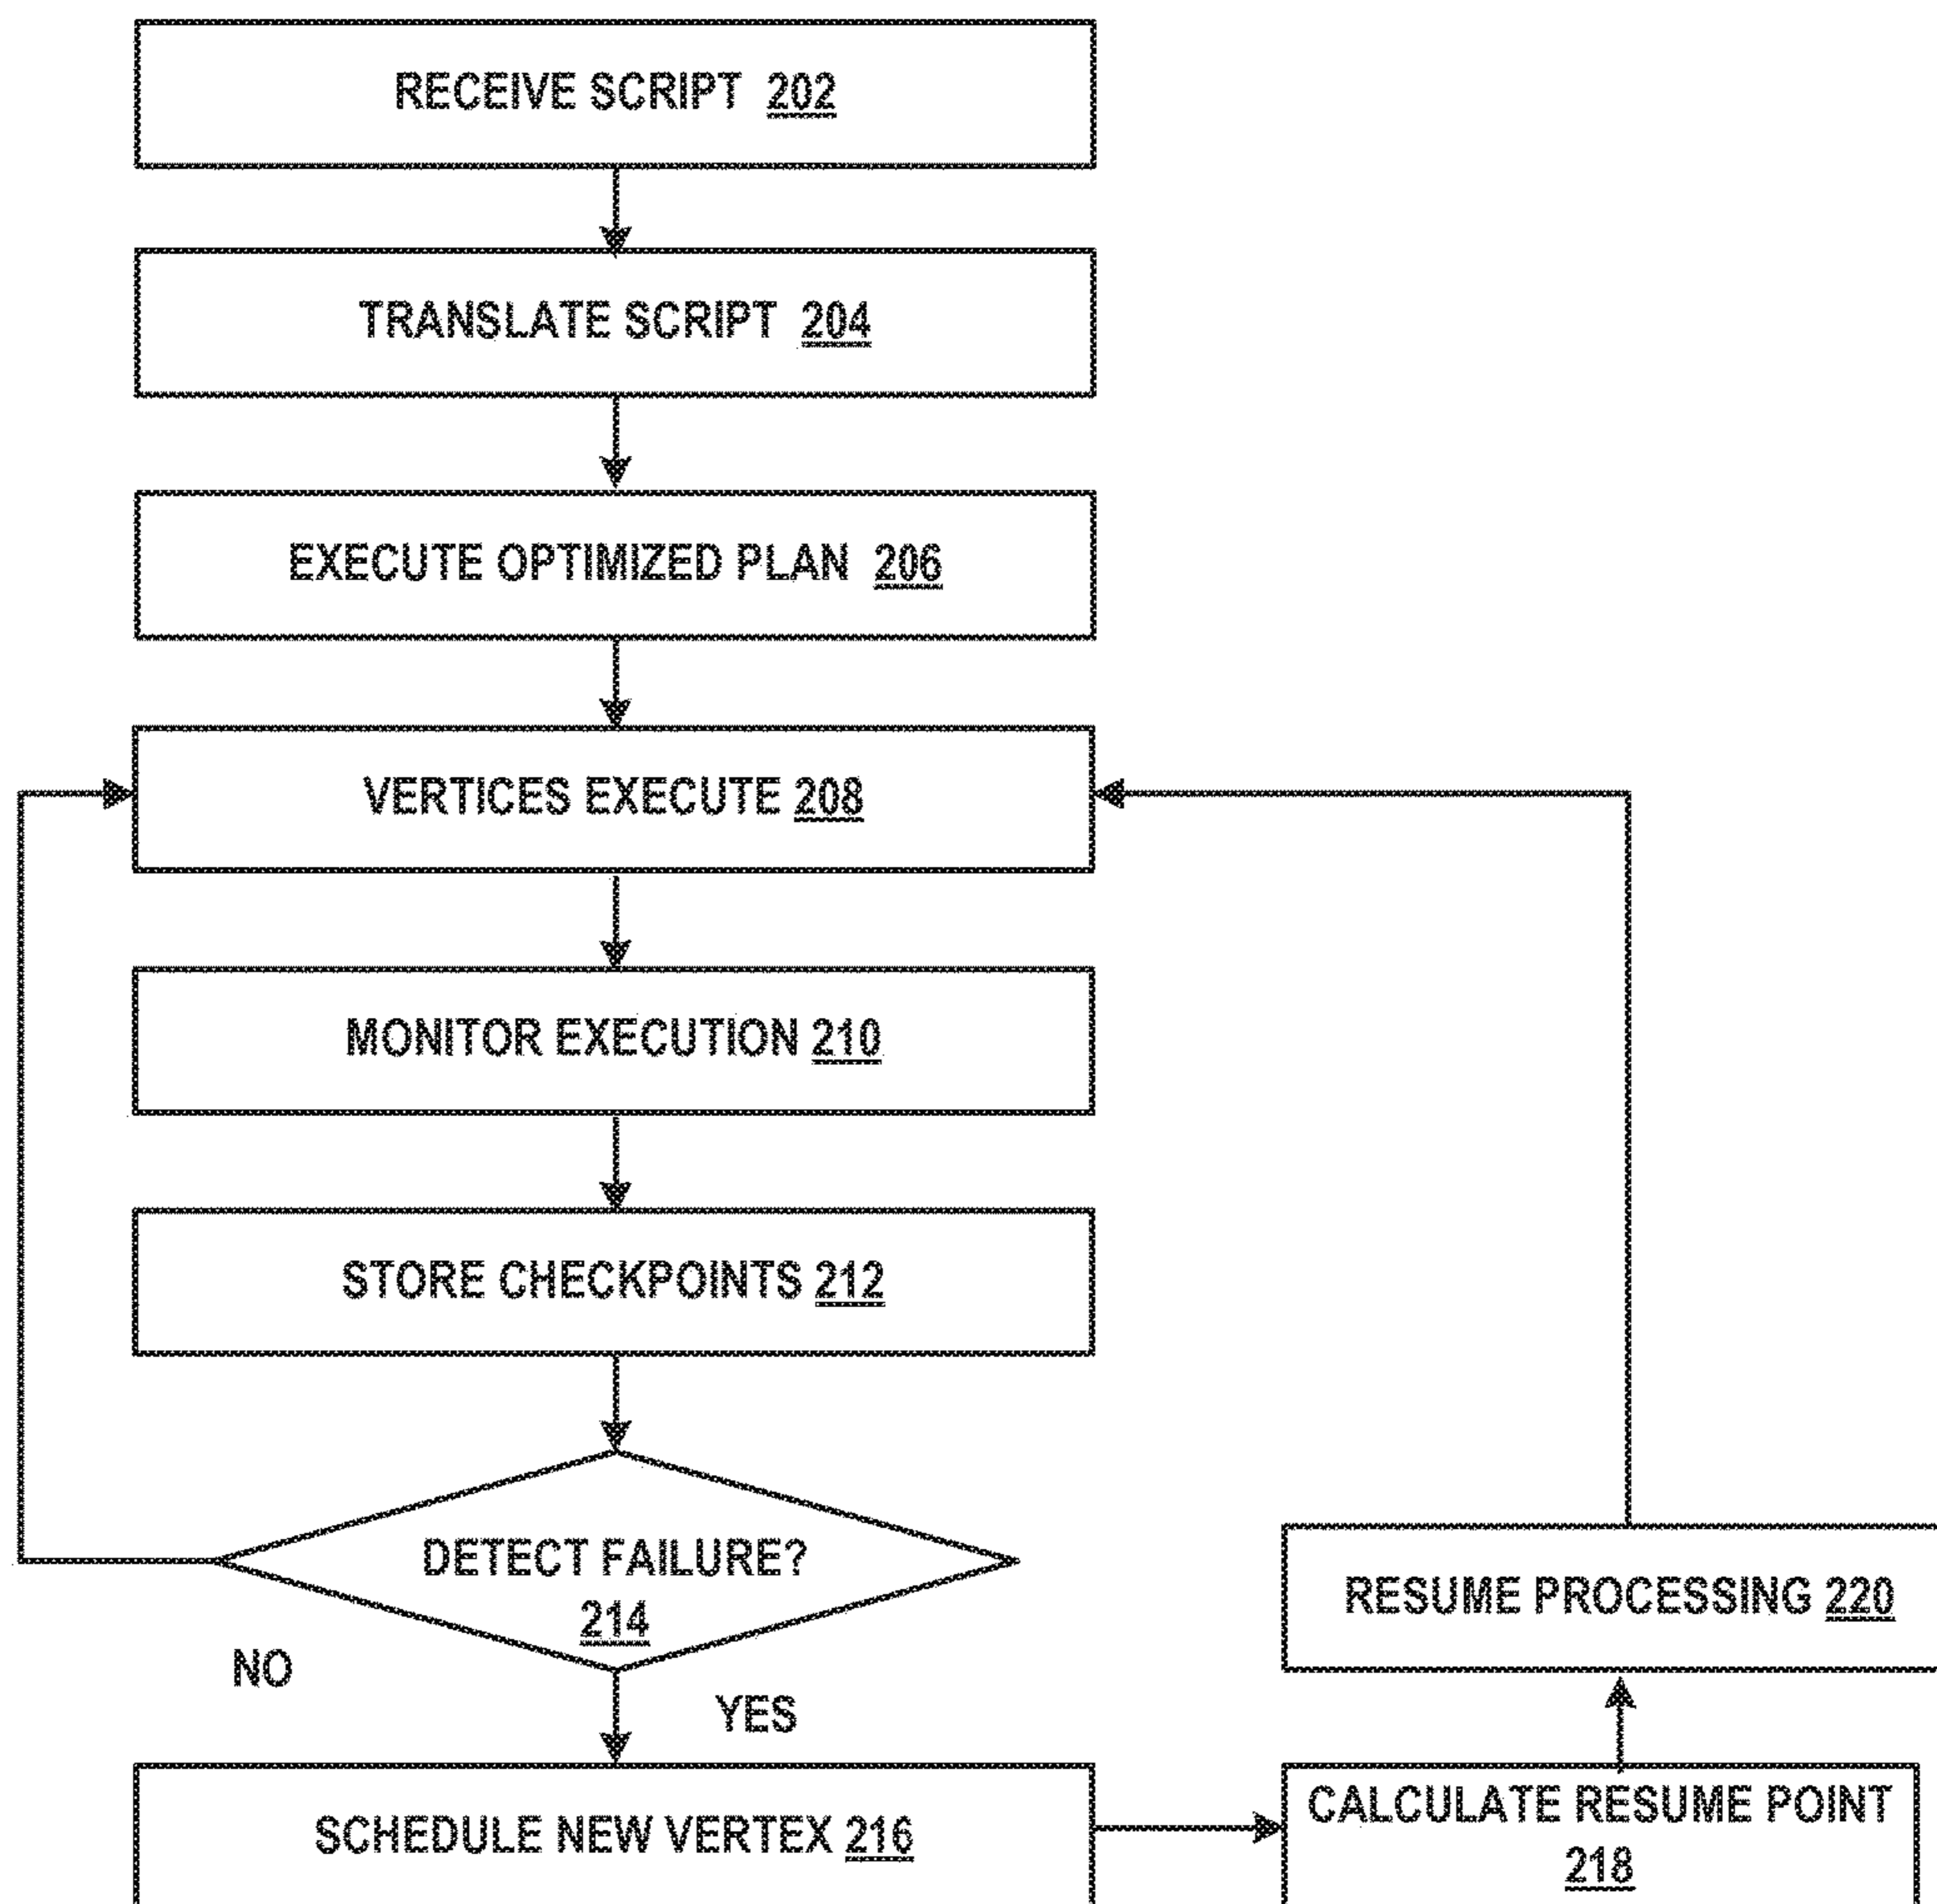 RECEIVE SCRIPT 202
TRANSLATE SCRIPT 204
EXECUTE OPTIMIZED PLAN 206
VERTICES EXECUTE 208
MONITOR EXECUTION 210
STORE CHECKPOINTS 212
DETECT FAILURE?
214
NO
YES
SCHEDULE NEW VERTEX 216
CALCULATE RESUME POINT
218
RESUME PROCESSING 220